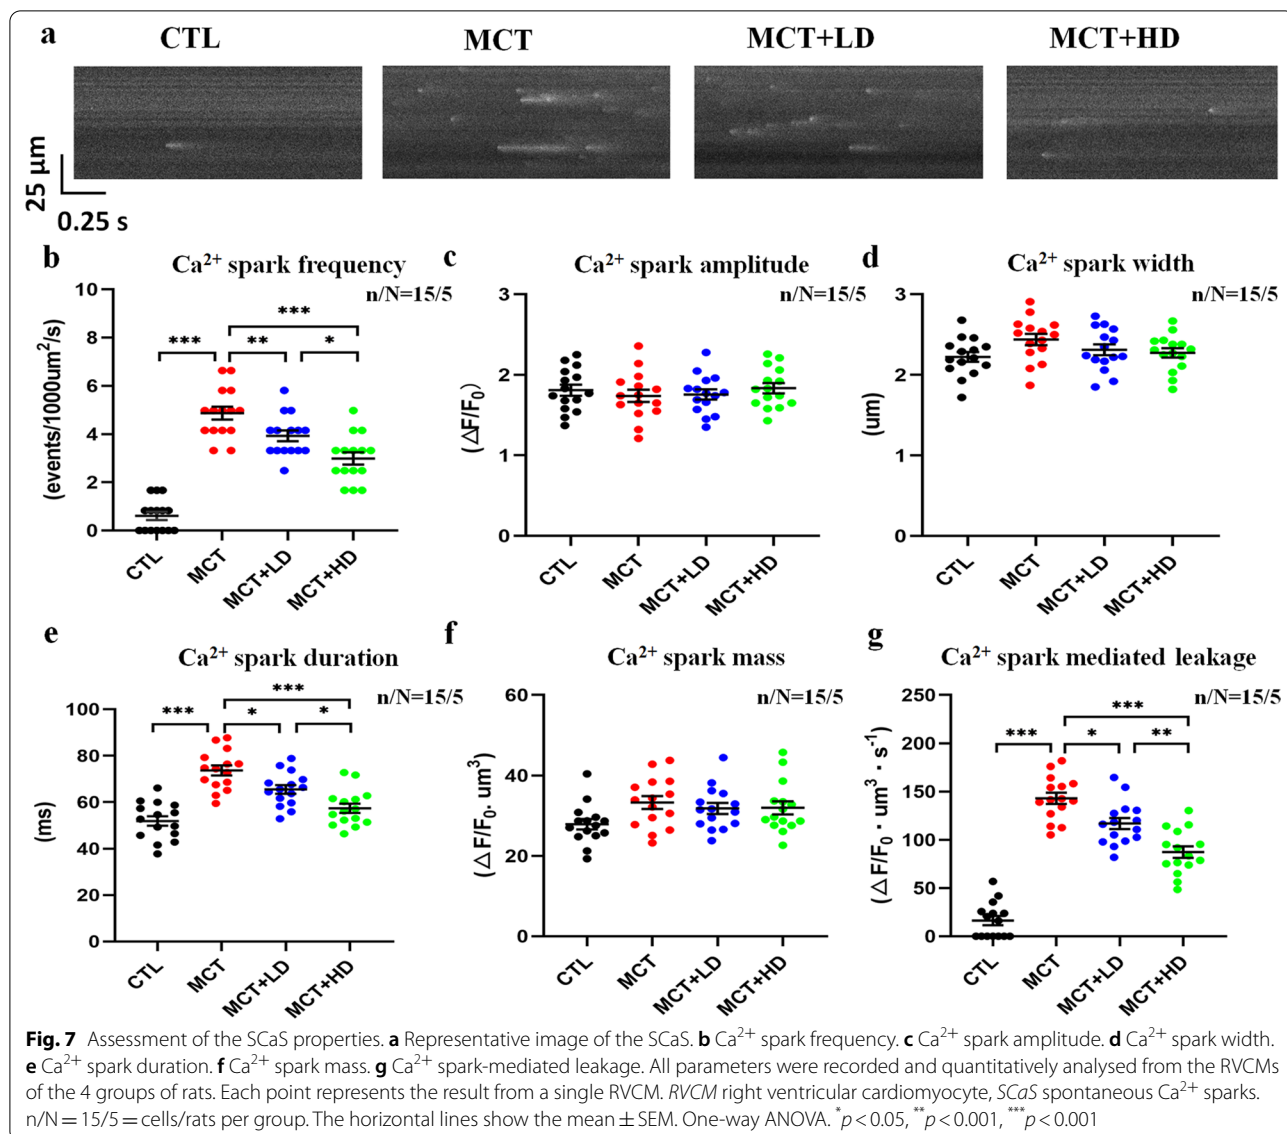 a
CTL MCT MCT+LD MCT+HD
25 μm
0.25 s
b
Ca²⁺ spark frequency
n/N=15/5
(events/1000um²/s)
10
8
6
4
2
0
*** ** * ***
CTL MCT MCT+LD MCT+HD
c
Ca²⁺ spark amplitude
n/N=15/5
(△F/F₀)
3
2
1
0
CTL MCT MCT+LD MCT+HD
d
Ca²⁺ spark width
n/N=15/5
(um)
3
2
1
0
CTL MCT MCT+LD MCT+HD
e
Ca²⁺ spark duration
n/N=15/5
(ms)
100
80
60
40
60
0
*** * * ***
CTL MCT MCT+LD MCT+HD
f
Ca²⁺ spark mass
n/N=15/5
(△F/F₀. um³)
60
40
20
0
CTL MCT MCT+LD MCT+HD
g
Ca²⁺ spark mediated leakage
n/N=15/5
(△F/F₀ · um³ · s⁻¹)
250
200
150
100
50
0
*** * ** ***
CTL MCT MCT+LD MCT+HD
Fig. 7 Assessment of the SCaS properties. a Representative image of the SCaS. b Ca²⁺ spark frequency. c Ca²⁺ spark amplitude. d Ca²⁺ spark width.
e Ca²⁺ spark duration. f Ca²⁺ spark mass. g Ca²⁺ spark-mediated leakage. All parameters were recorded and quantitatively analysed from the RVCMs
of the 4 groups of rats. Each point represents the result from a single RVCM. RVCM right ventricular cardiomyocyte, SCaS spontaneous Ca²⁺ sparks.
n/N = 15/5 = cells/rats per group. The horizontal lines show the mean ± SEM. One-way ANOVA. *p < 0.05, **p < 0.001, ***p < 0.001